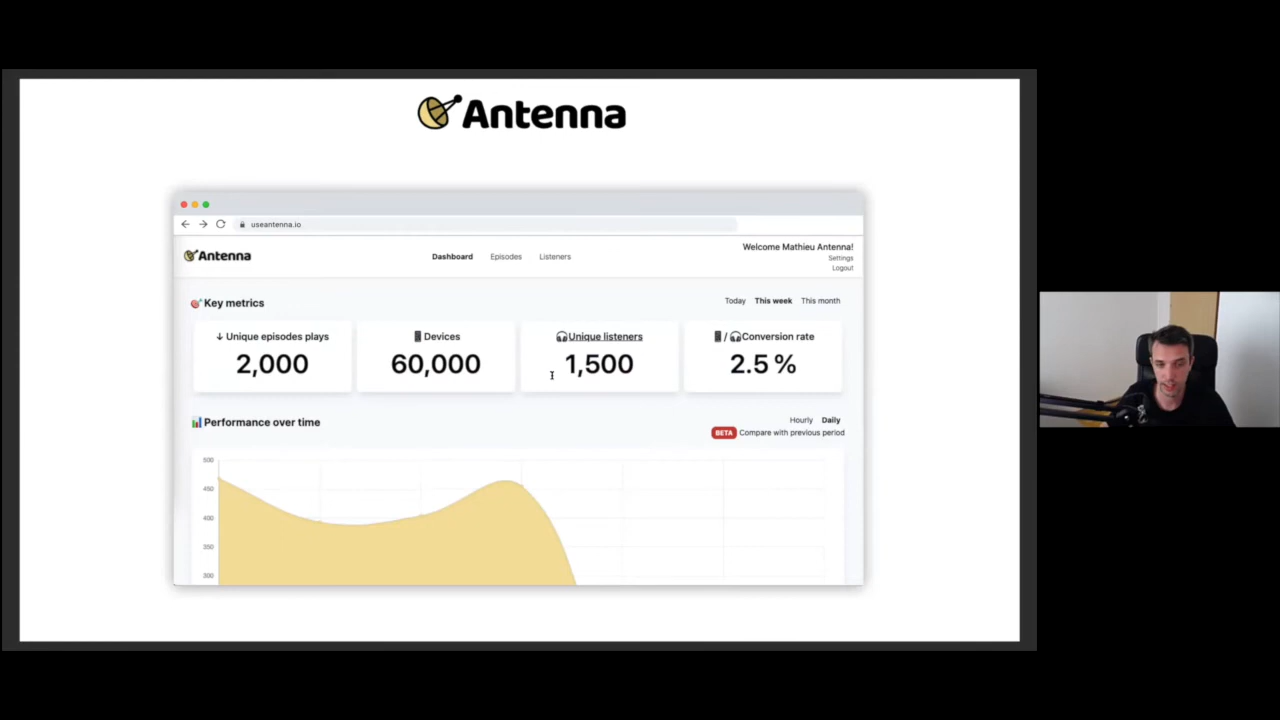 Antenna
useantenna.io
Antenna
Dashboard Episodes Listeners
Welcome Mathieu Antenna!
Settings
Logout
Key metrics
Today This week This month
↓ Unique episodes plays
2,000
Devices
60,000
Unique listeners
1,500
/ Conversion rate
2.5 %
Performance over time
Hourly Daily
BETA Compare with previous period
500
450
400
350
300